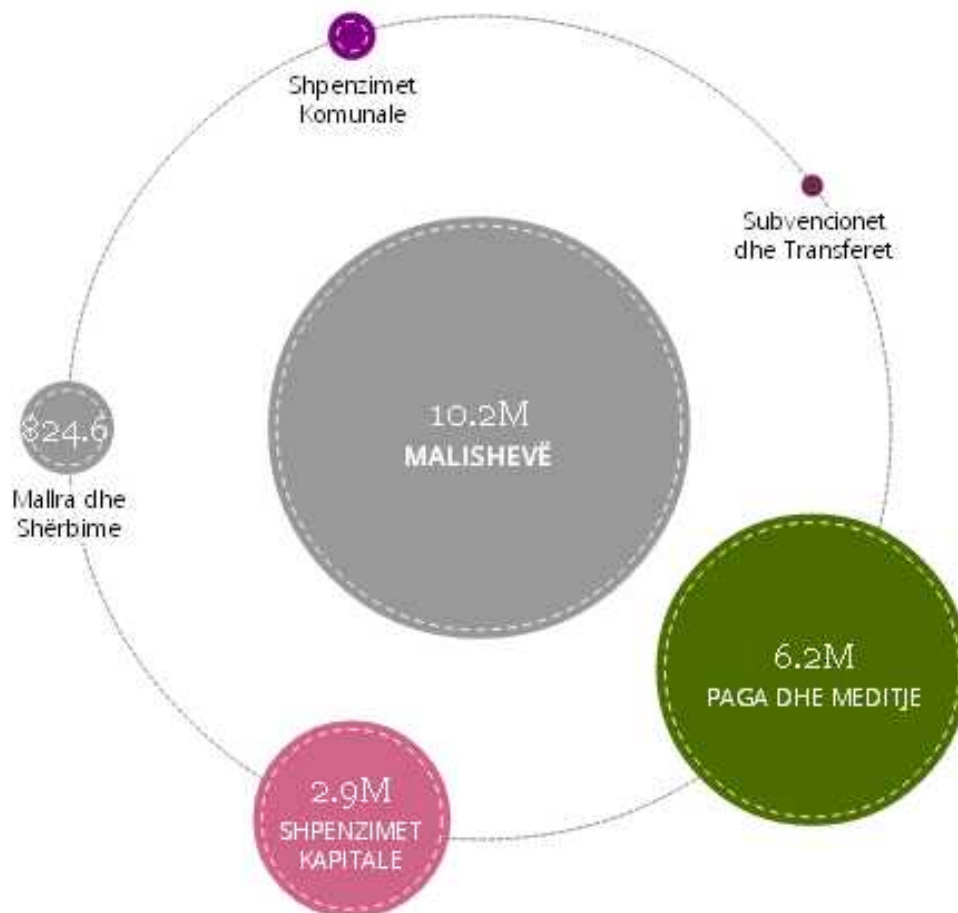 Shpenzimet
Komunale
Subvencionet
dhe Transferet
10.2M
MALISHEVË
824.6
Mallra dhe
Shërbime
6.2M
PAGA DHE MEDITJE
2.9M
SHPENZIMET
KAPITALE